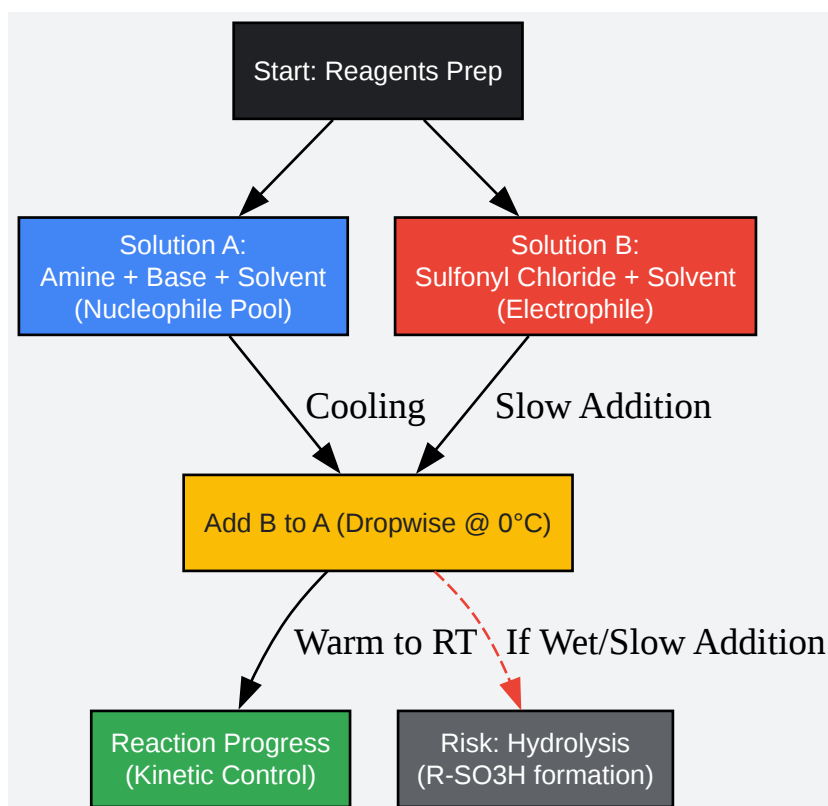 Start: Reagents Prep
Solution A:
Amine + Base + Solvent
(Nucleophile Pool)
Solution B:
Sulfonyl Chloride + Solvent
(Electrophile)
Cooling
Slow Addition
Add B to A (Dropwise @ 0°C)
Warm to RT
If Wet/Slow Addition
Reaction Progress
(Kinetic Control)
Risk: Hydrolysis
(R-SO3H formation)